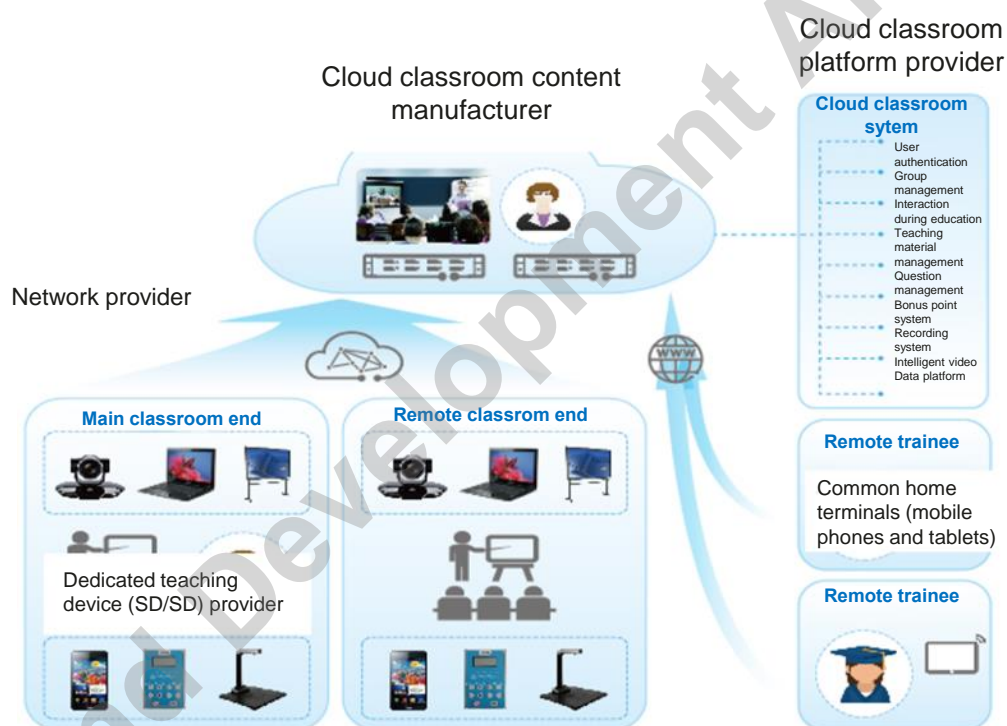 Cloud classroom
platform provider
Cloud classroom content
manufacturer
Cloud classroom
sytem
User
authentication
Group
management
Interaction
during education
Teaching
material
management
Question
management
Bonus point
system
Recording
system
Intelligent video
Data platform
Network provider
WWW
Main classroom end
Remote classrom end
Dedicated teaching
device (SD/SD) provider
Remote trainee
Common home
terminals (mobile
phones and tablets)
Remote trainee
nd Development A